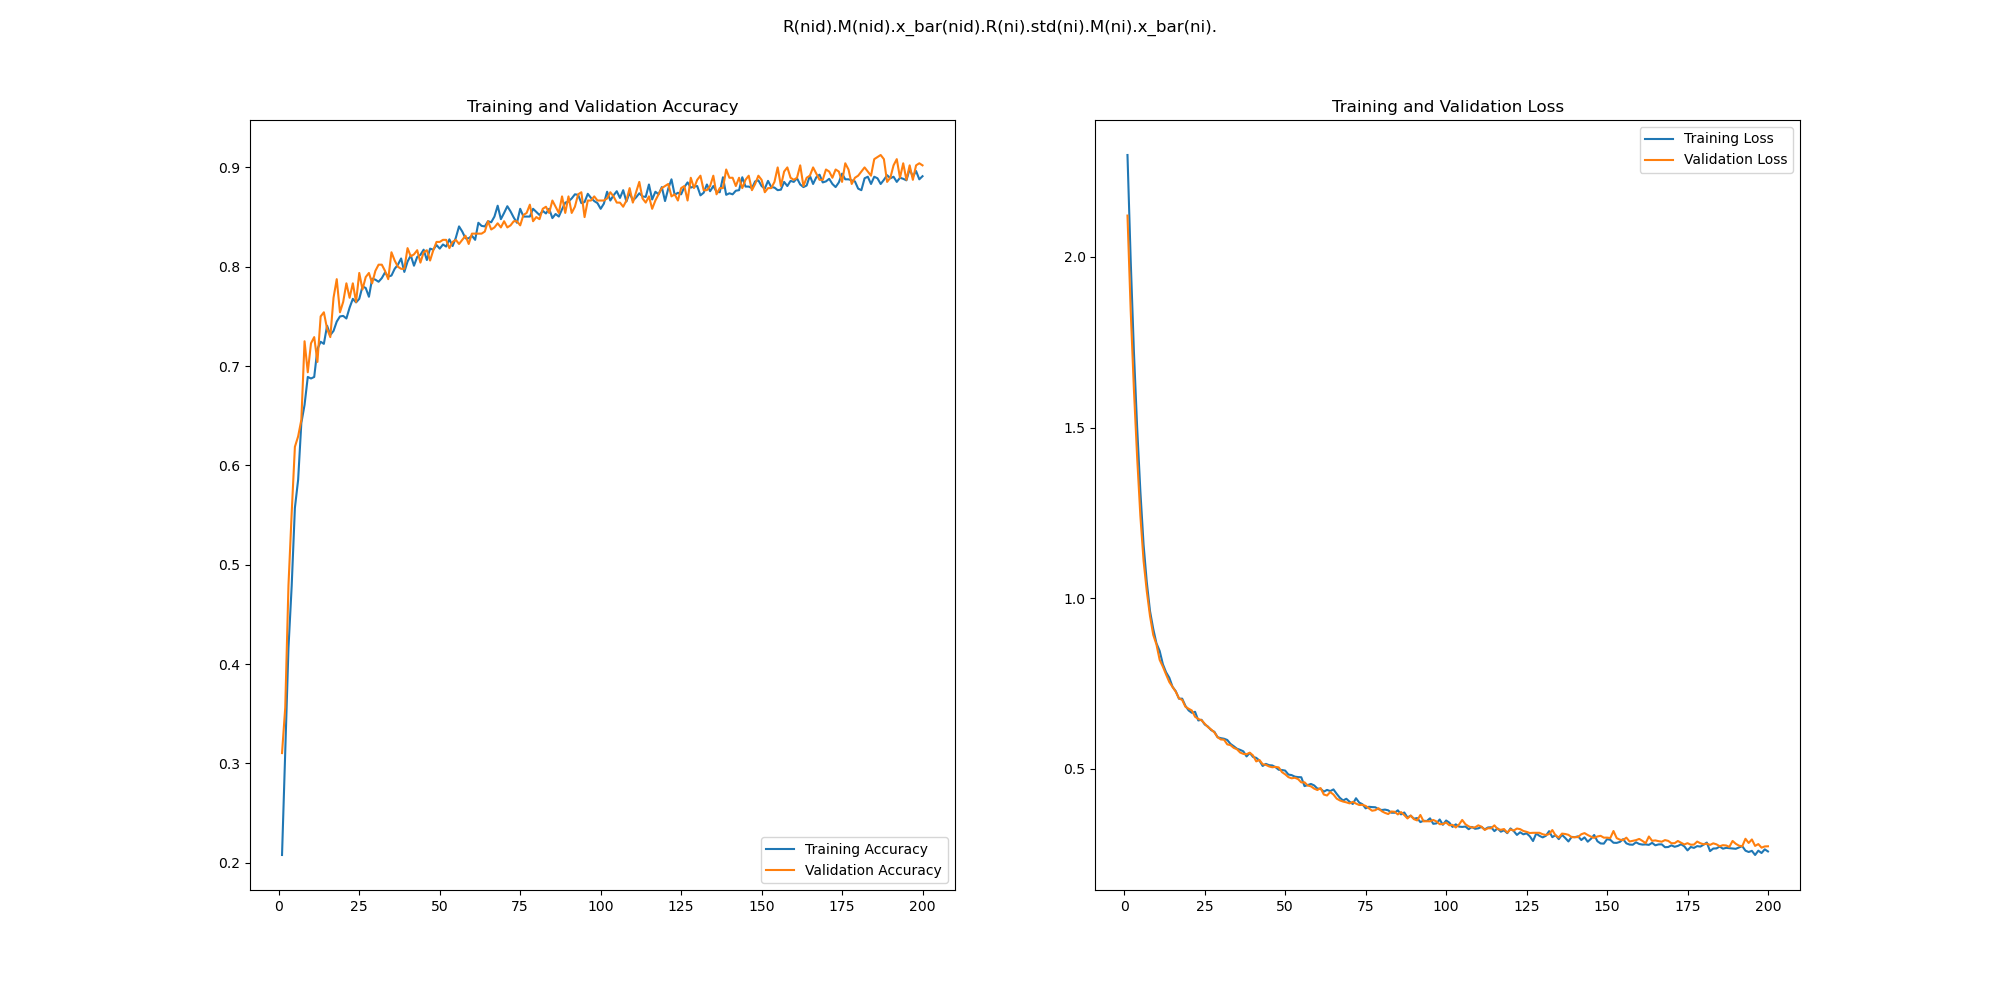 R(nid).M(nid).x_bar(nid).R(ni).std(ni).M(ni).x_bar(ni).
Training and Validation Accuracy
0.9
0.8
0.7
0.6
0.5
0.4
0.3
0.2
0 25 50 75 100 125 150 175 200
Training Accuracy
Validation Accuracy
Training and Validation Loss
2.0
1.5
1.0
0.5
0 25 50 75 100 125 150 175 200
Training Loss
Validation Loss